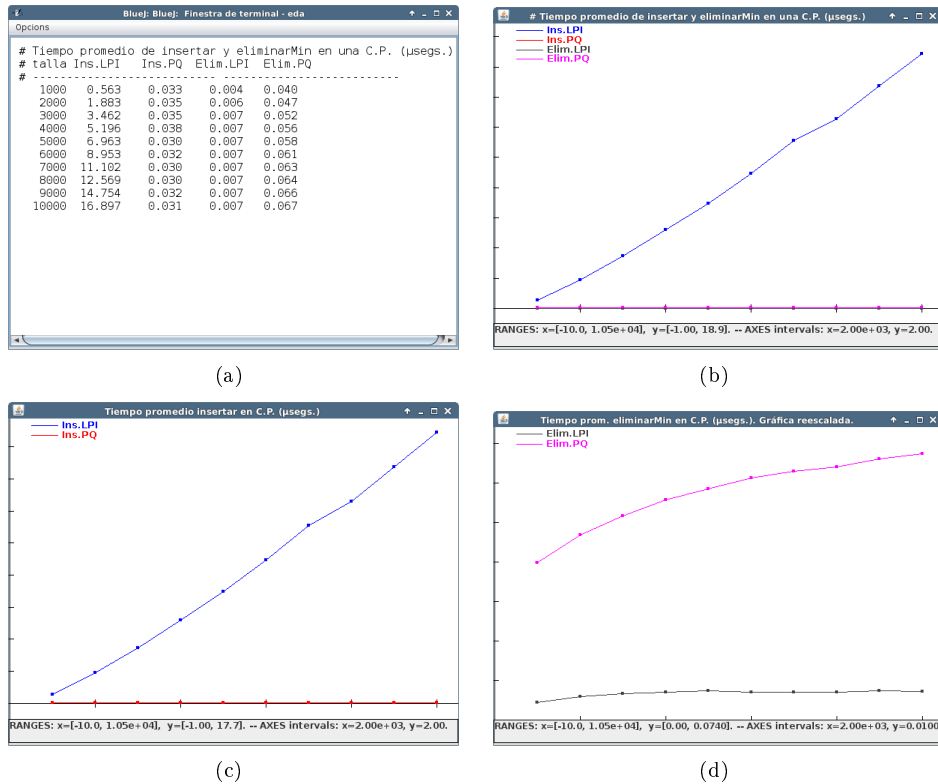 BlueJ: BlueJ: Finestra de terminal - eda
Opcions
# Tiempo promedio de insertar y eliminarMin en una C.P. (µsegs.)
# talla Ins.LPI Ins.PQ Elim.LPI Elim.PQ
# -------------------------- -------------------------
1000 0.563 0.033 0.004 0.040
2000 1.883 0.035 0.006 0.047
3000 3.462 0.035 0.007 0.052
4000 5.196 0.038 0.007 0.056
5000 6.963 0.030 0.007 0.058
6000 8.953 0.032 0.007 0.061
7000 11.102 0.030 0.007 0.063
8000 12.569 0.030 0.007 0.064
9000 14.754 0.032 0.007 0.066
10000 16.897 0.031 0.007 0.067
(a)
# Tiempo promedio de insertar y eliminarMin en una C.P. (µsegs.)
Ins.LPI
Ins.PQ
Elim.LPI
Elim.PQ
RANGES: x=[-10.0, 1.05e+04], y=[-1.00, 18.9]. -- AXES intervals: x=2.00e+03, y=2.00.
(b)
Tiempo promedio insertar en C.P. (µsegs.)
Ins.LPI
Ins.PQ
RANGES: x=[-10.0, 1.05e+04], y=[-1.00, 17.7]. -- AXES intervals: x=2.00e+03, y=2.00.
(c)
Tiempo prom. eliminarMin en C.P. (µsegs.). Gráfica reescalada.
Elim.LPI
Elim.PQ
RANGES: x=[-10.0, 1.05e+04], y=[0.00, 0.0740]. -- AXES intervals: x=2.00e+03, y=0.0100
(d)